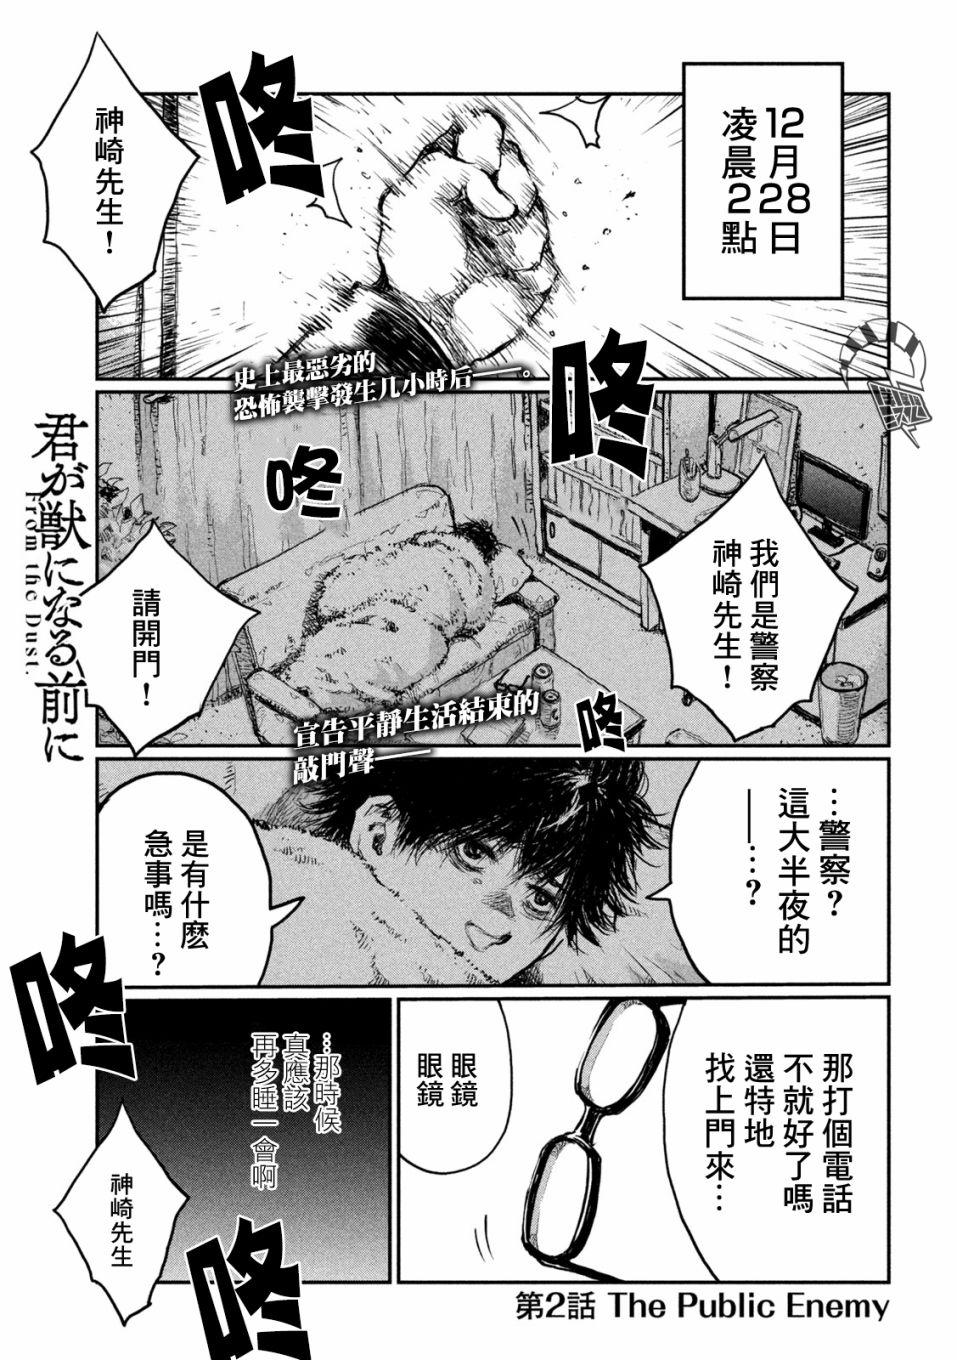 12月28日
凌晨2點
咚
神崎先生！
史上最惡劣的
恐怖襲擊發生几小時后——。
咚
咚
我們是警察
神崎先生！
請開門！
君が獣になる前に
From the Dust.
咚
宣告平靜生活結束的
敲門聲——
…警察？
這大半夜的
——…？
是有什麽
急事嗎…？
那打個電話
不就好了嗎
還特地
找上門來…
眼鏡
眼鏡
咚
…那時候
真應該
再多睡一會啊
神崎先生
咚
第2話 The Public Enemy